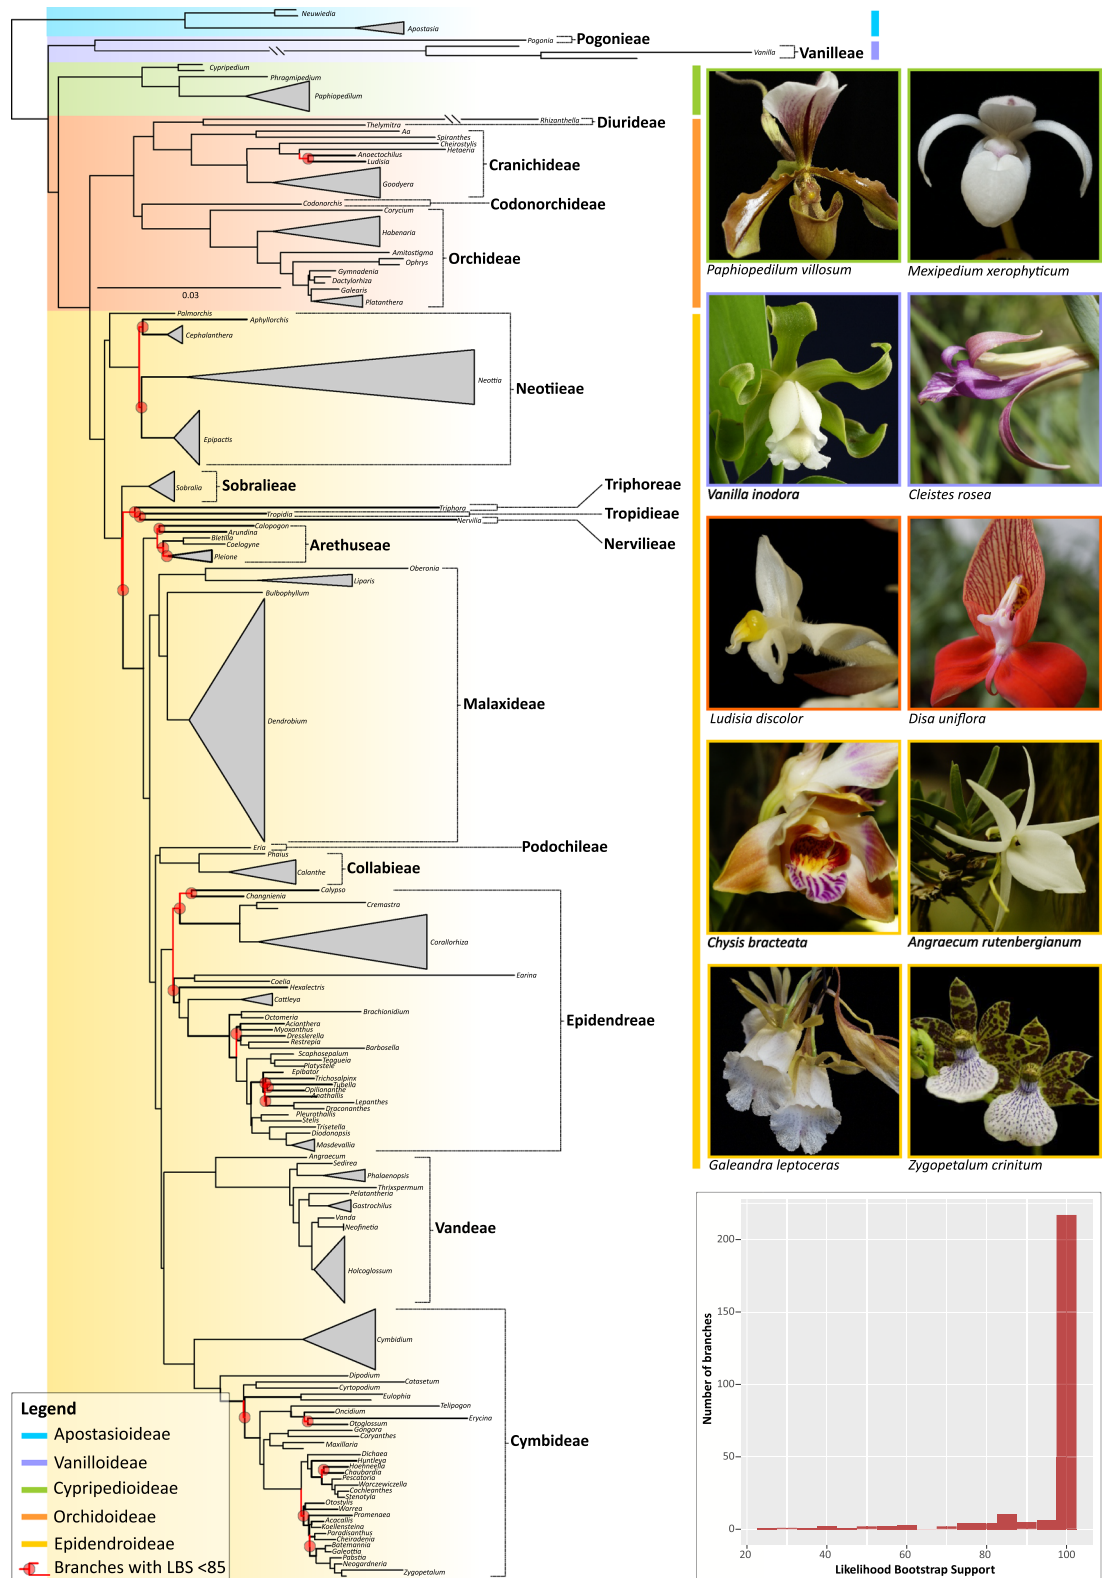 Neuwiedia
Apostasia
Pogonia
Pogonieae
Vanilla
Vanilleae
Cypripedium
Phragmipedium
Paphiopedilum
Rhizanthella
Thelymitra
Diurideae
Aa
Spiranthes
Cheirostylis
Hetaeria
Anoectochilus
Ludisia
Goodyera
Cranichideae
Codonorchis
Codonorchideae
Corycium
Habenaria
Amitostigma
Ophrys
Gymnadenia
Dactylorhiza
Galearis
Platanthera
Orchideae
0.03
Palmorchis
Aphyllorchis
Cephalanthera
Neottia
Epipactis
Neottieae
Sobralia
Sobralieae
Triphora
Triphoreae
Tropidia
Tropidieae
Nervilia
Nervilieae
Calopogon
Arundina
Bletilla
Coelogyne
Pleione
Arethuseae
Oberonia
Liparis
Bulbophyllum
Dendrobium
Malaxideae
Eria
Podochileae
Phaius
Calanthe
Collabieae
Calypso
Changnienia
Cremastra
Corallorhiza
Earina
Coelia
Hexalectris
Cattleya
Brachionidium
Octomeria
Acianthera
Myoxanthus
Dresslerella
Restrepia
Barbosella
Scaphosepalum
Teagueia
Platystele
Epibator
Trichosalpinx
Tubella
Opilionanthe
Anathallis
Lepanthes
Draconanthes
Pleurothallis
Stelis
Trisetella
Diodonopsis
Masdevallia
Epidendreae
Angraecum
Sedirea
Phalaenopsis
Thrixspermum
Pelatantheria
Gastrochilus
Vanda
Neofinetia
Holcoglossum
Vandeae
Cymbidium
Dipodium
Catasetum
Cyrtopodium
Eulophia
Telipogon
Oncidium
Erycina
Otoglossum
Gongora
Coryanthes
Maxillaria
Dichaea
Huntleya
Hoehneella
Chaubardia
Pescatoria
Warczewiczella
Cochleanthes
Stenotyla
Otostylis
Warrea
Promenaea
Acacallis
Koellensteina
Paradisanthus
Cheiradenia
Batemannia
Galeottia
Pabstia
Neogardneria
Zygopetalum
Cymbideae
Legend
Apostasioideae
Vanilloideae
Cypripedioideae
Orchidoideae
Epidendroideae
Branches with LBS <85
Paphiopedilum villosum
Mexipedium xerophyticum
Vanilla inodora
Cleistes rosea
Ludisia discolor
Disa uniflora
Chysis bracteata
Angraecum rutenbergianum
Galeandra leptoceras
Zygopetalum crinitum
Number of branches
200
150
100
50
0
20 40 60 80 100
Likelihood Bootstrap Support